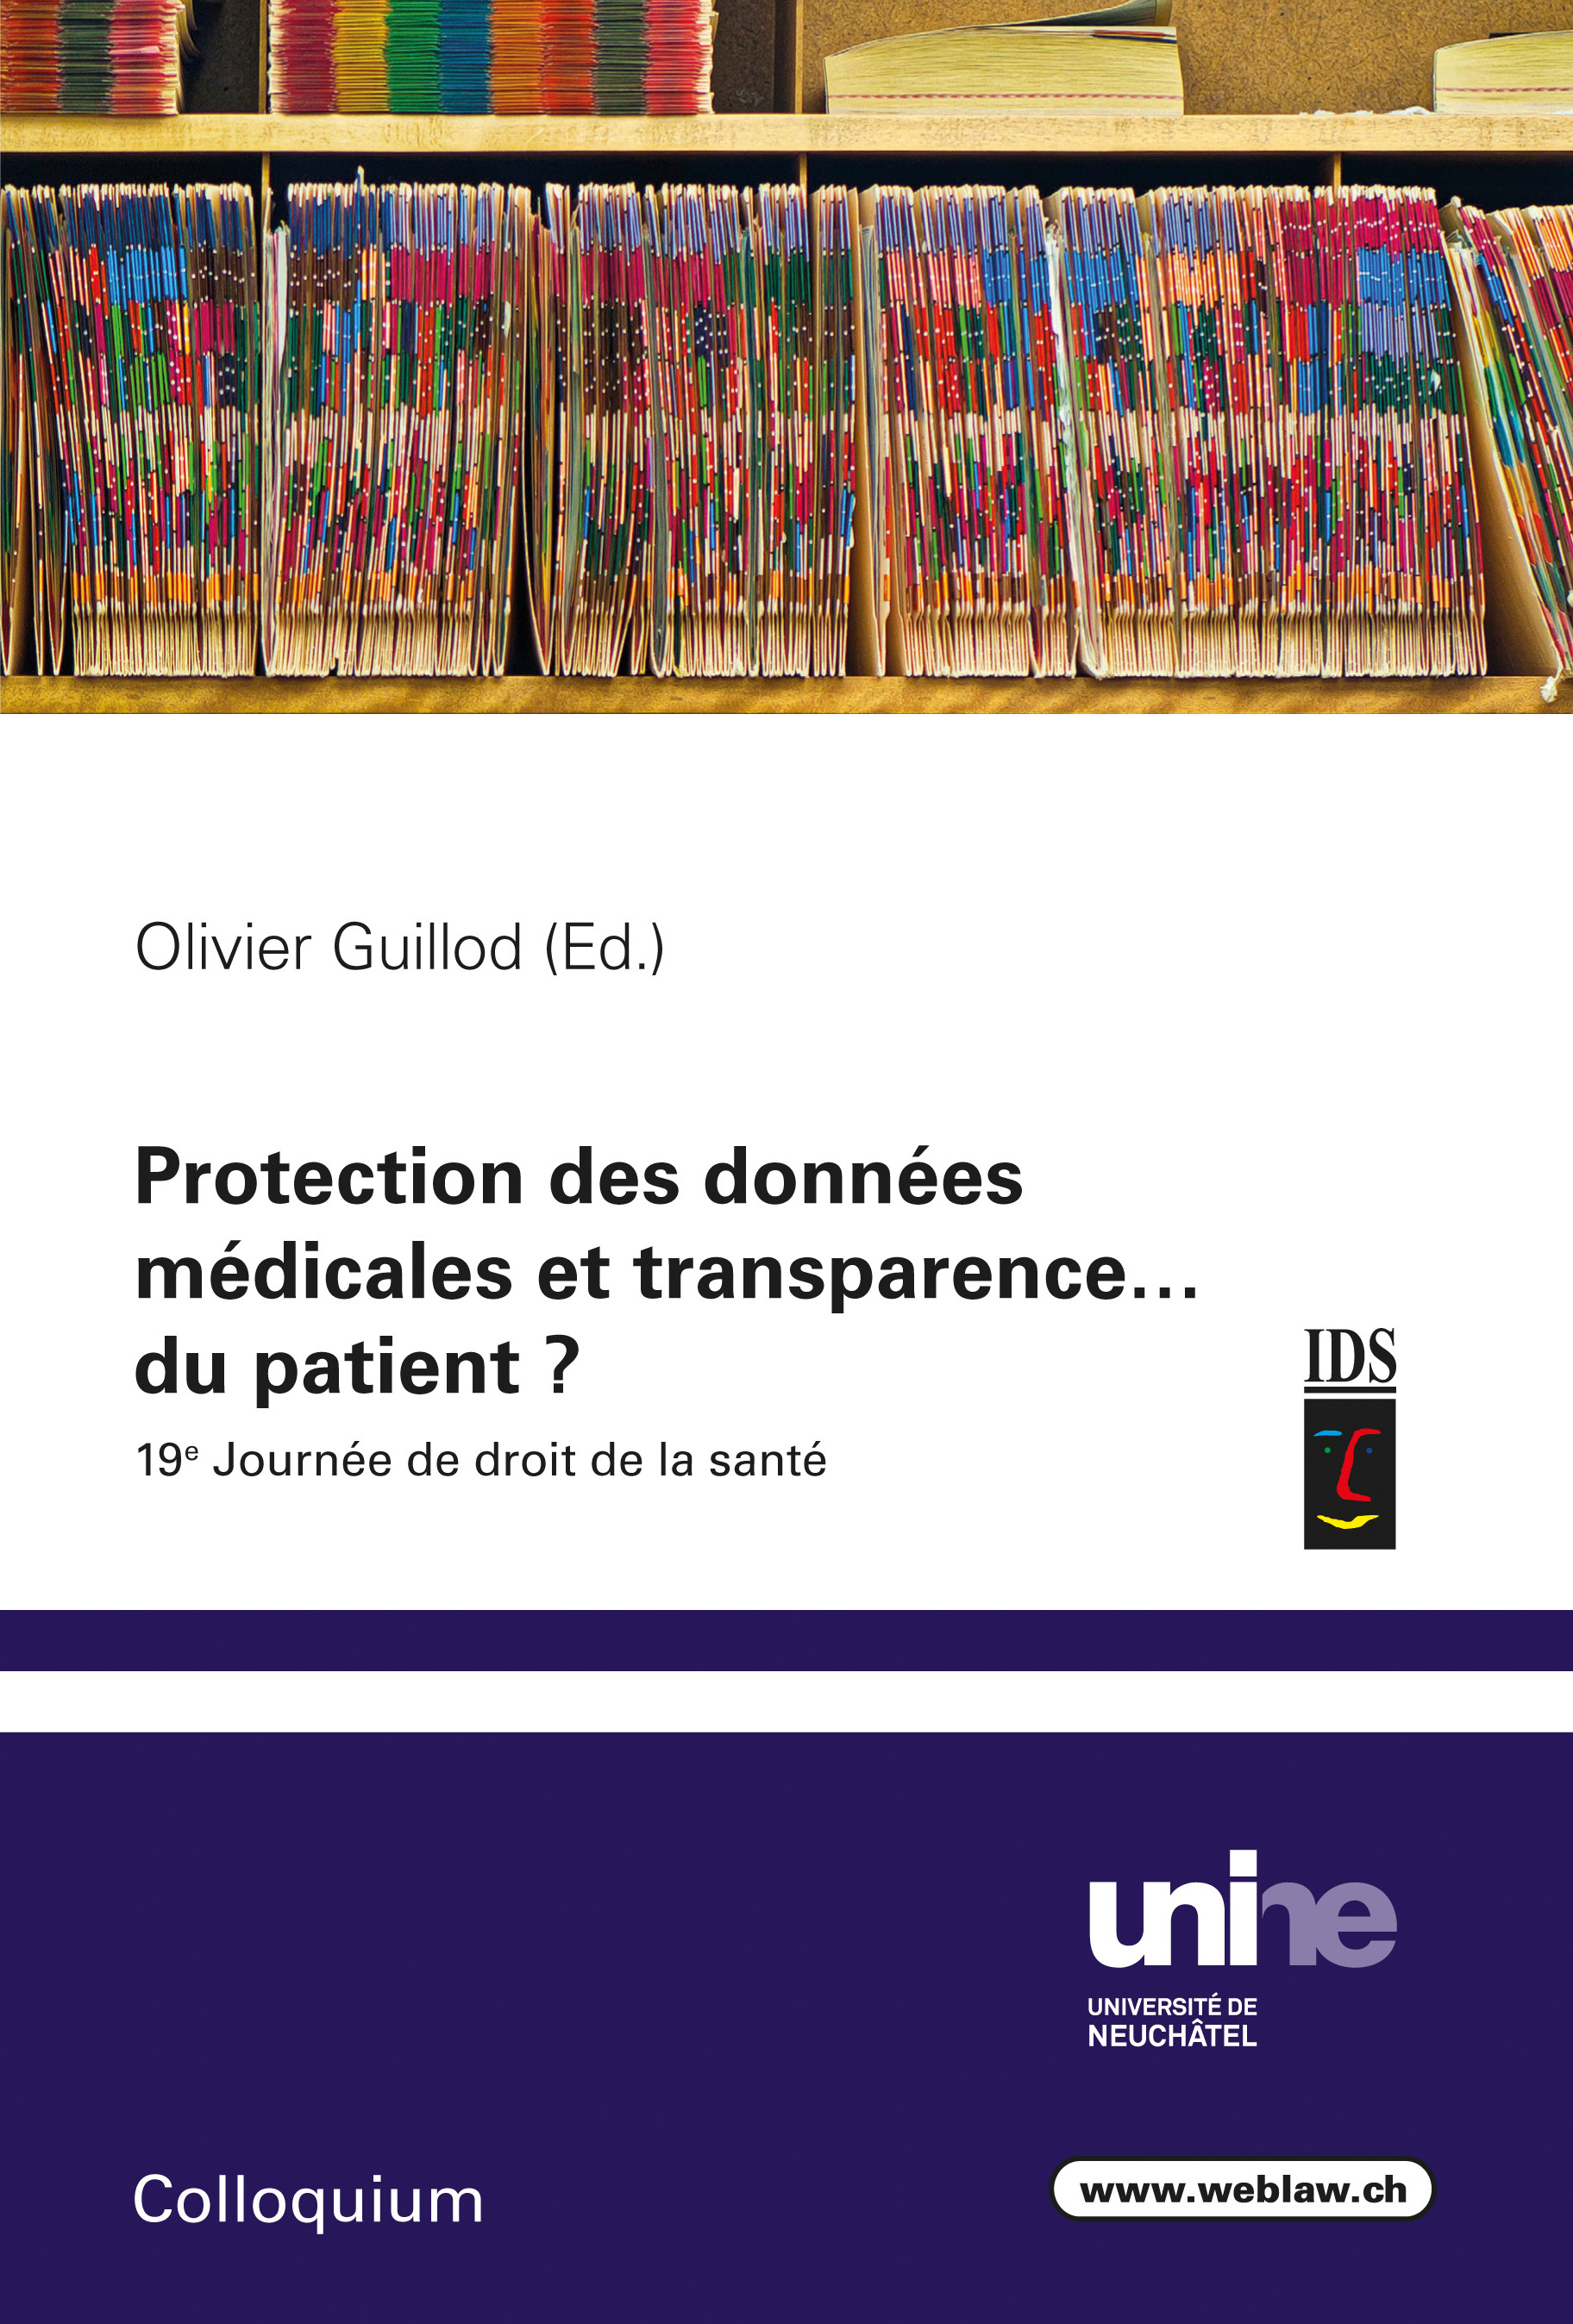 Olivier Guillod (Ed.)
Protection des données
médicales et transparence…
du patient ?
19e Journée de droit de la santé
IDS
unine
UNIVERSITÉ DE
NEUCHÂTEL
Colloquium
www.weblaw.ch